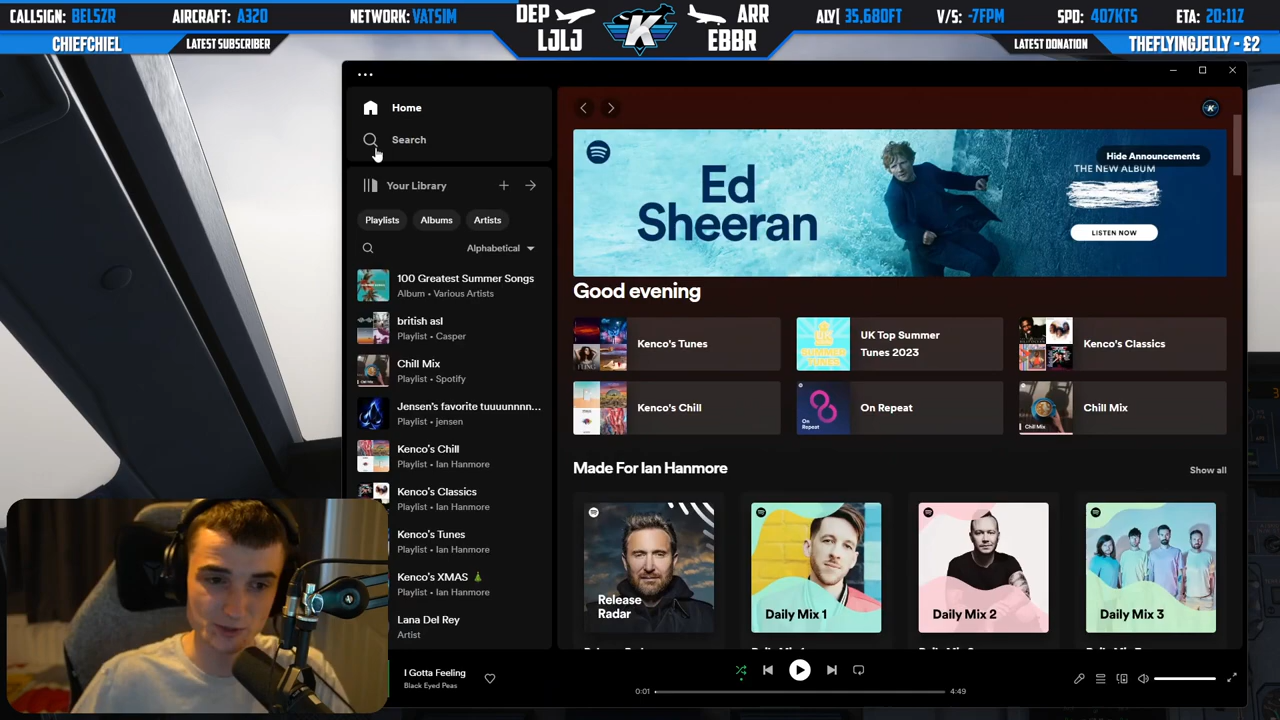 CALLSIGN: BEL5ZR
AIRCRAFT: A320
NETWORK: VATSIM
DEP
LJLJ
K
ARR
EBBR
ALT[ 35,680FT
V/S: -7FPM
SPD: 407KTS
ETA: 20:11Z
CHIEFCHIEL
LATEST SUBSCRIBER
LATEST DONATION
THEFLYINGJELLY - £2
Home
Search
Your Library
Playlists
Albums
Artists
Alphabetical
100 Greatest Summer Songs
Album • Various Artists
british asl
Playlist • Casper
Chill Mix
Playlist • Spotify
Jensen's favorite tuuuunnnn...
Playlist • jensen
Kenco's Chill
Playlist • Ian Hanmore
Kenco's Classics
Playlist • Ian Hanmore
Kenco's Tunes
Playlist • Ian Hanmore
Kenco's XMAS 🎄
Playlist • Ian Hanmore
Lana Del Rey
Artist
K
Ed
Sheeran
Hide Announcements
THE NEW ALBUM
LISTEN NOW
Good evening
Kenco's Tunes
UK Top Summer
Tunes 2023
Kenco's Classics
Kenco's Chill
On
Repeat
On Repeat
Chill Mix
Chill Mix
Made For Ian Hanmore
Show all
Release
Radar
Daily Mix 1
Daily Mix 2
Daily Mix 3
I Gotta Feeling
Black Eyed Peas
0:01
4:49